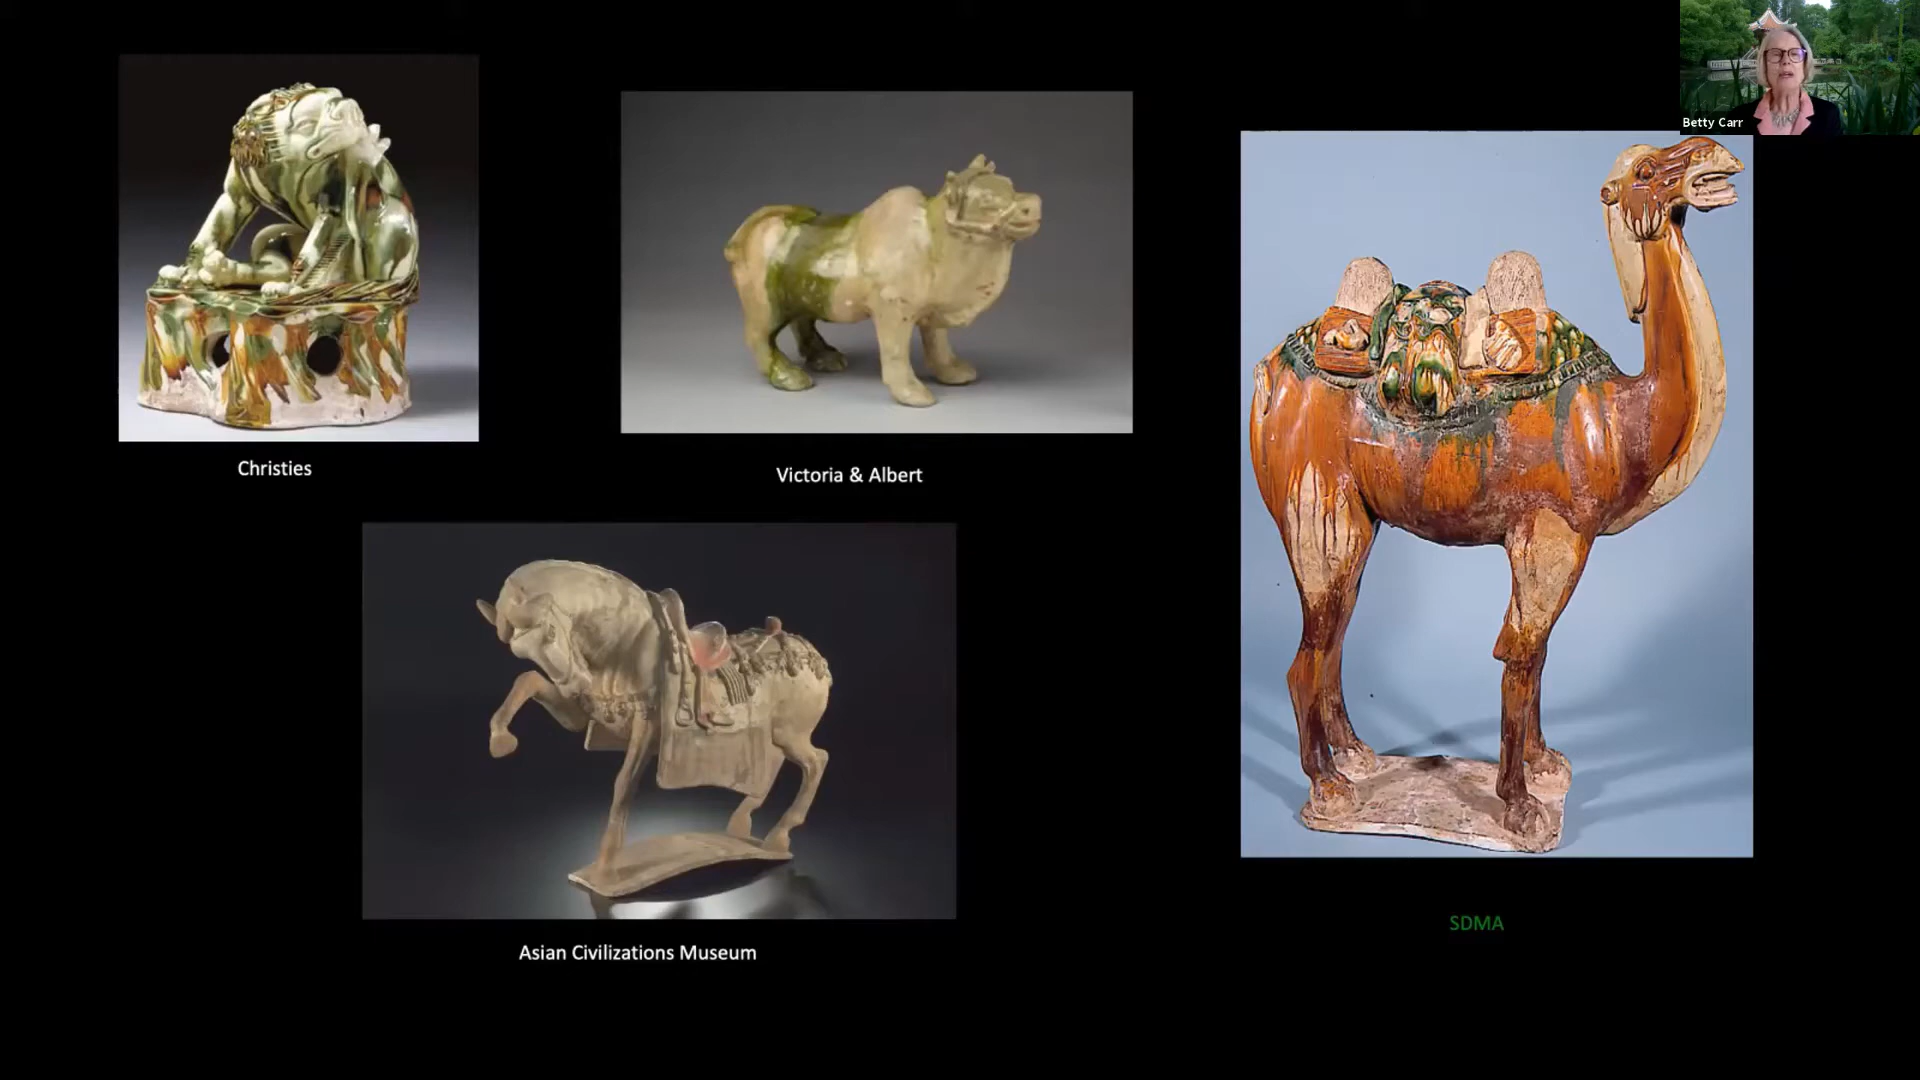 Betty Carr
Christies
Victoria & Albert
Asian Civilizations Museum
SDMA